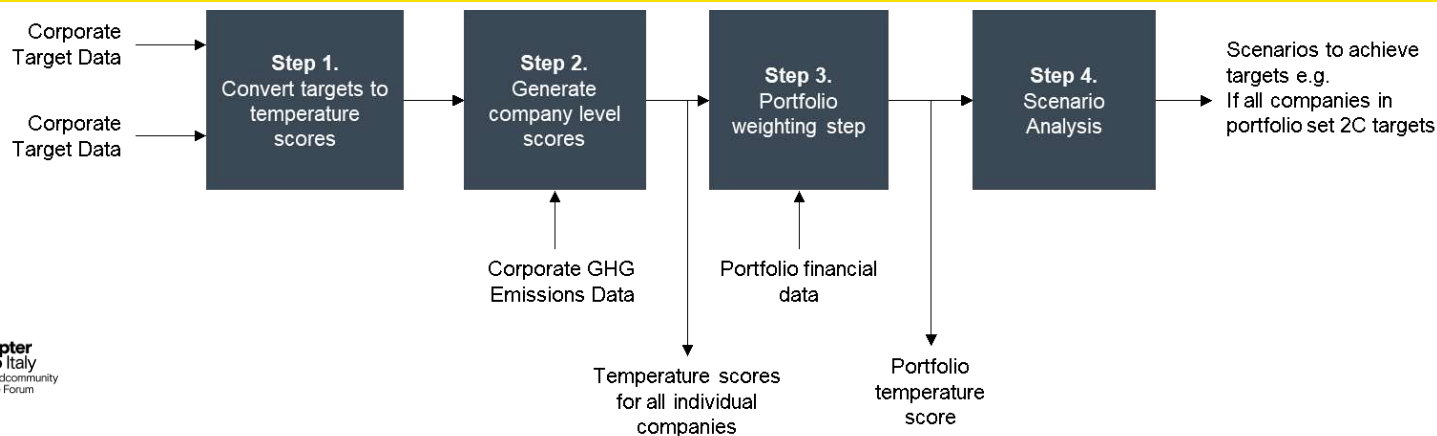 Corporate
Target Data
Corporate
Target Data
Step 1.
Convert targets to
temperature
scores
Step 2.
Generate
company level
scores
Step 3.
Portfolio
weighting step
Step 4.
Scenario
Analysis
Scenarios to achieve
targets e.g.
If all companies in
portfolio set 2C targets
Corporate GHG
Emissions Data
Portfolio financial
data
Temperature scores
for all individual
companies
Portfolio
temperature
score
Italy
Forum